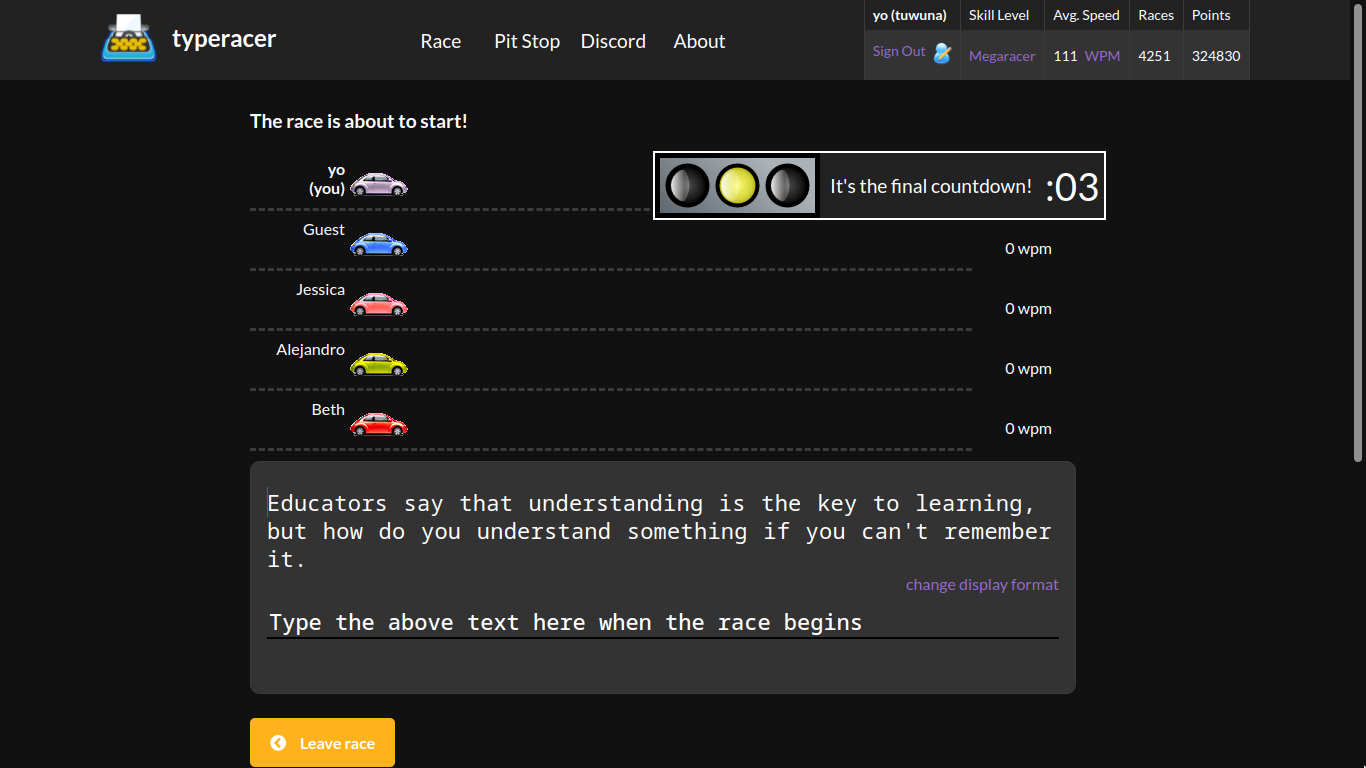 typeracer
Race Pit Stop Discord About
yo (tuwuna) Skill Level Avg. Speed Races Points
Sign Out Megaracer 111 WPM 4251 324830
The race is about to start!
yo
(you)
It's the final countdown! :03
Guest
0 wpm
Jessica
0 wpm
Alejandro
0 wpm
Beth
0 wpm
Educators say that understanding is the key to learning,
but how do you understand something if you can't remember
it.
change display format
Type the above text here when the race begins
Leave race